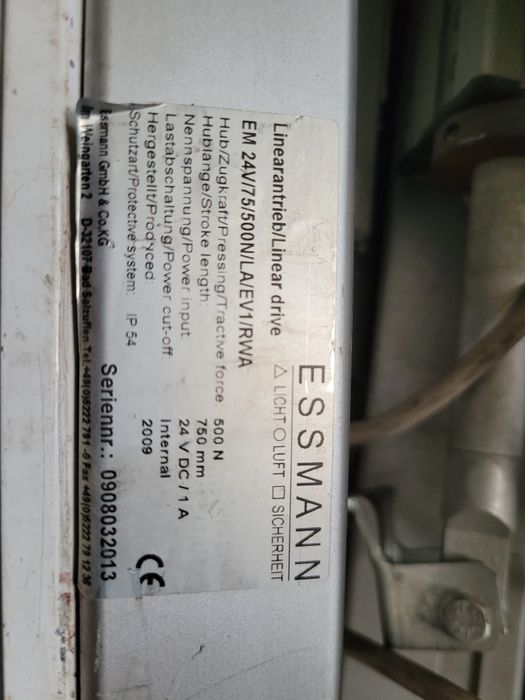 ESSMANN
△ LICHT ○ LUFT □ SICHERHEIT
Linearantrieb/Linear drive
EM 24V/75/500N/LA/EV1/RWA
Hub/Zugkraft/Pressing/Tractive force 500 N
Hublänge/Stroke length: 750 mm
Nennspannung/Power input 24 V DC / 1 A
Lastabschaltung/Power cut-off Internal
Hergestellt/Produced: 2009
Schutzart/Protective system: IP 54
CE
Seriennr.: 0908032013
Essmann GmbH & Co.KG
Im Weingarten 2 D-32107 Bad Salzuflen Tel.+49(0)5222 791-0 Fax +49(0)5222 79 12 36